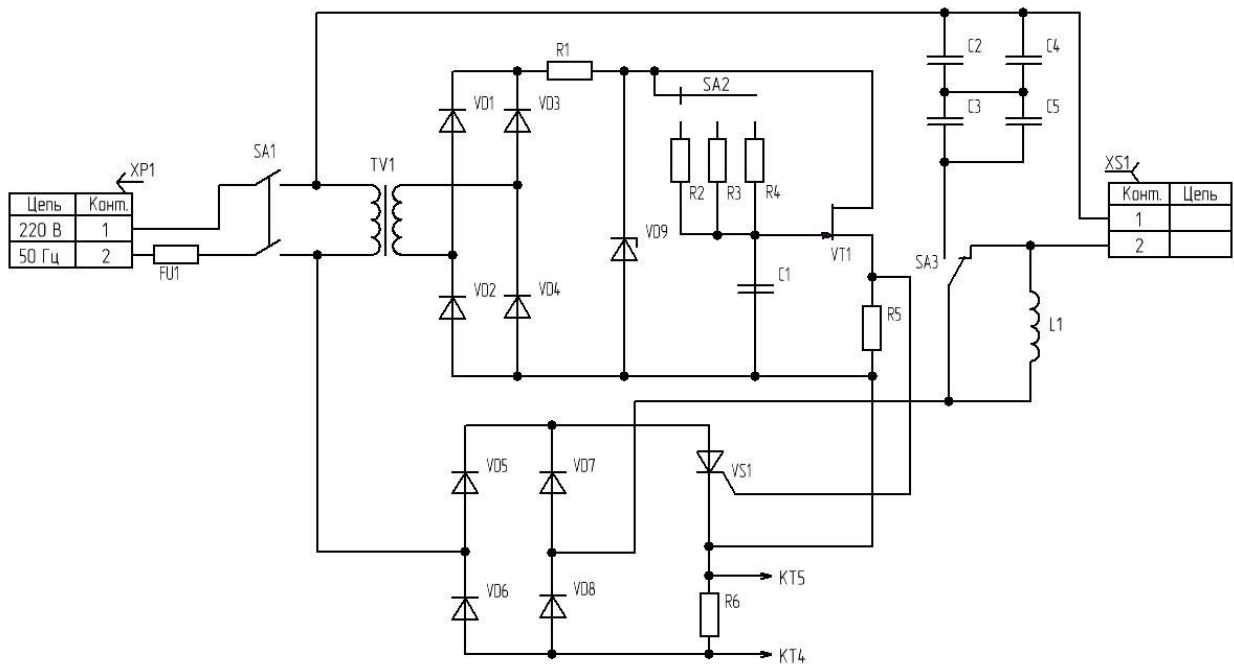 C2
C4
R1
SA2
VD1
VD3
C3
C5
SA1
XP1
TV1
R2
R3
R4
XS1
Цепь Конт.
220 В 1
50 Гц 2
FU1
Конт. Цепь
1
2
VD9
VT1
SA3
C1
VD2
VD4
R5
L1
VD5
VD7
VS1
KT5
VD6
VD8
R6
KT4